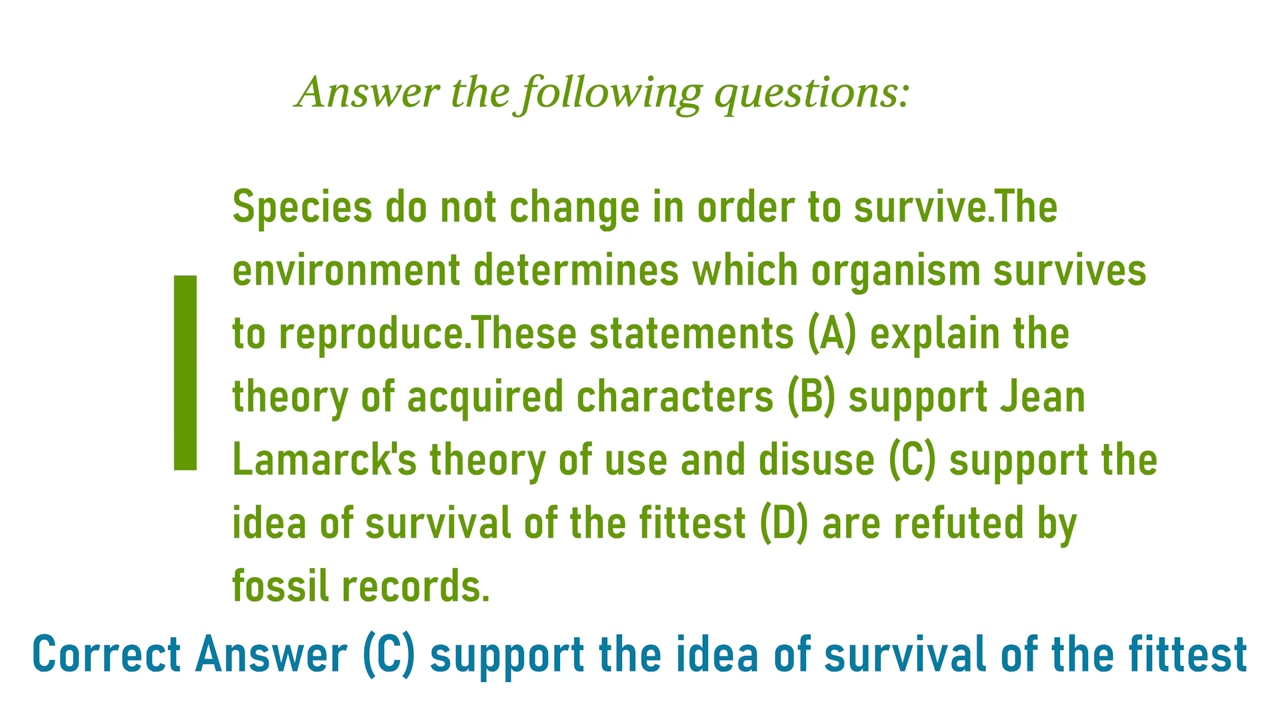 Answer the following questions:
Species do not change in order to survive.The
environment determines which organism survives
to reproduce.These statements (A) explain the
theory of acquired characters (B) support Jean
Lamarck's theory of use and disuse (C) support the
idea of survival of the fittest (D) are refuted by
fossil records.
Correct Answer (C) support the idea of survival of the fittest